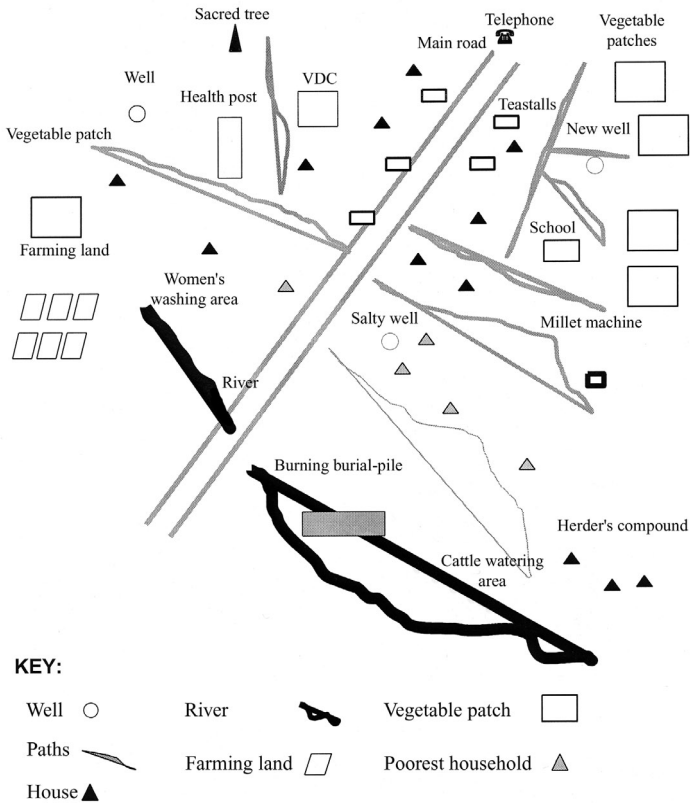 Sacred tree
Telephone
Vegetable
patches
Main road
Well
VDC
Health post
Teastalls
New well
Vegetable patch
School
Farming land
Women's
washing area
Salty well
Millet machine
River
Burning burial-pile
Herder's compound
Cattle watering
area
KEY:
Well
River
Vegetable patch
Paths
Farming land
Poorest household
House